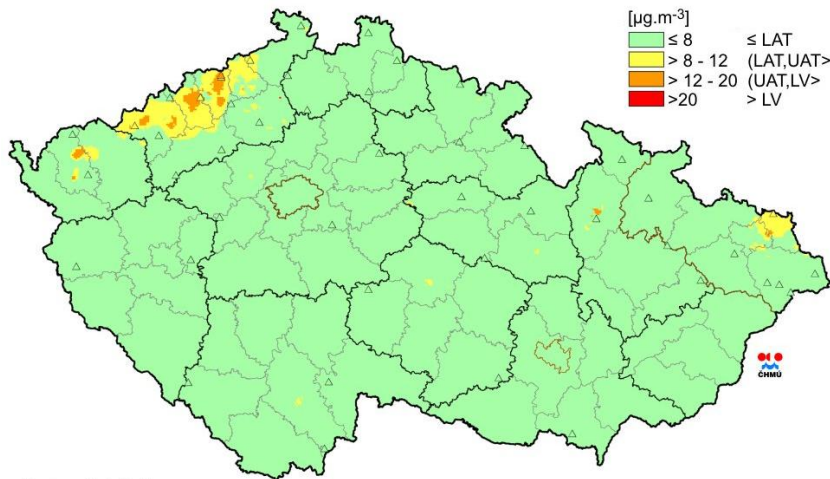 [µg.m⁻³]
≤ 8 ≤ LAT
> 8 - 12 (LAT,UAT>
> 12 - 20 (UAT,LV>
>20 > LV
ČHMÚ